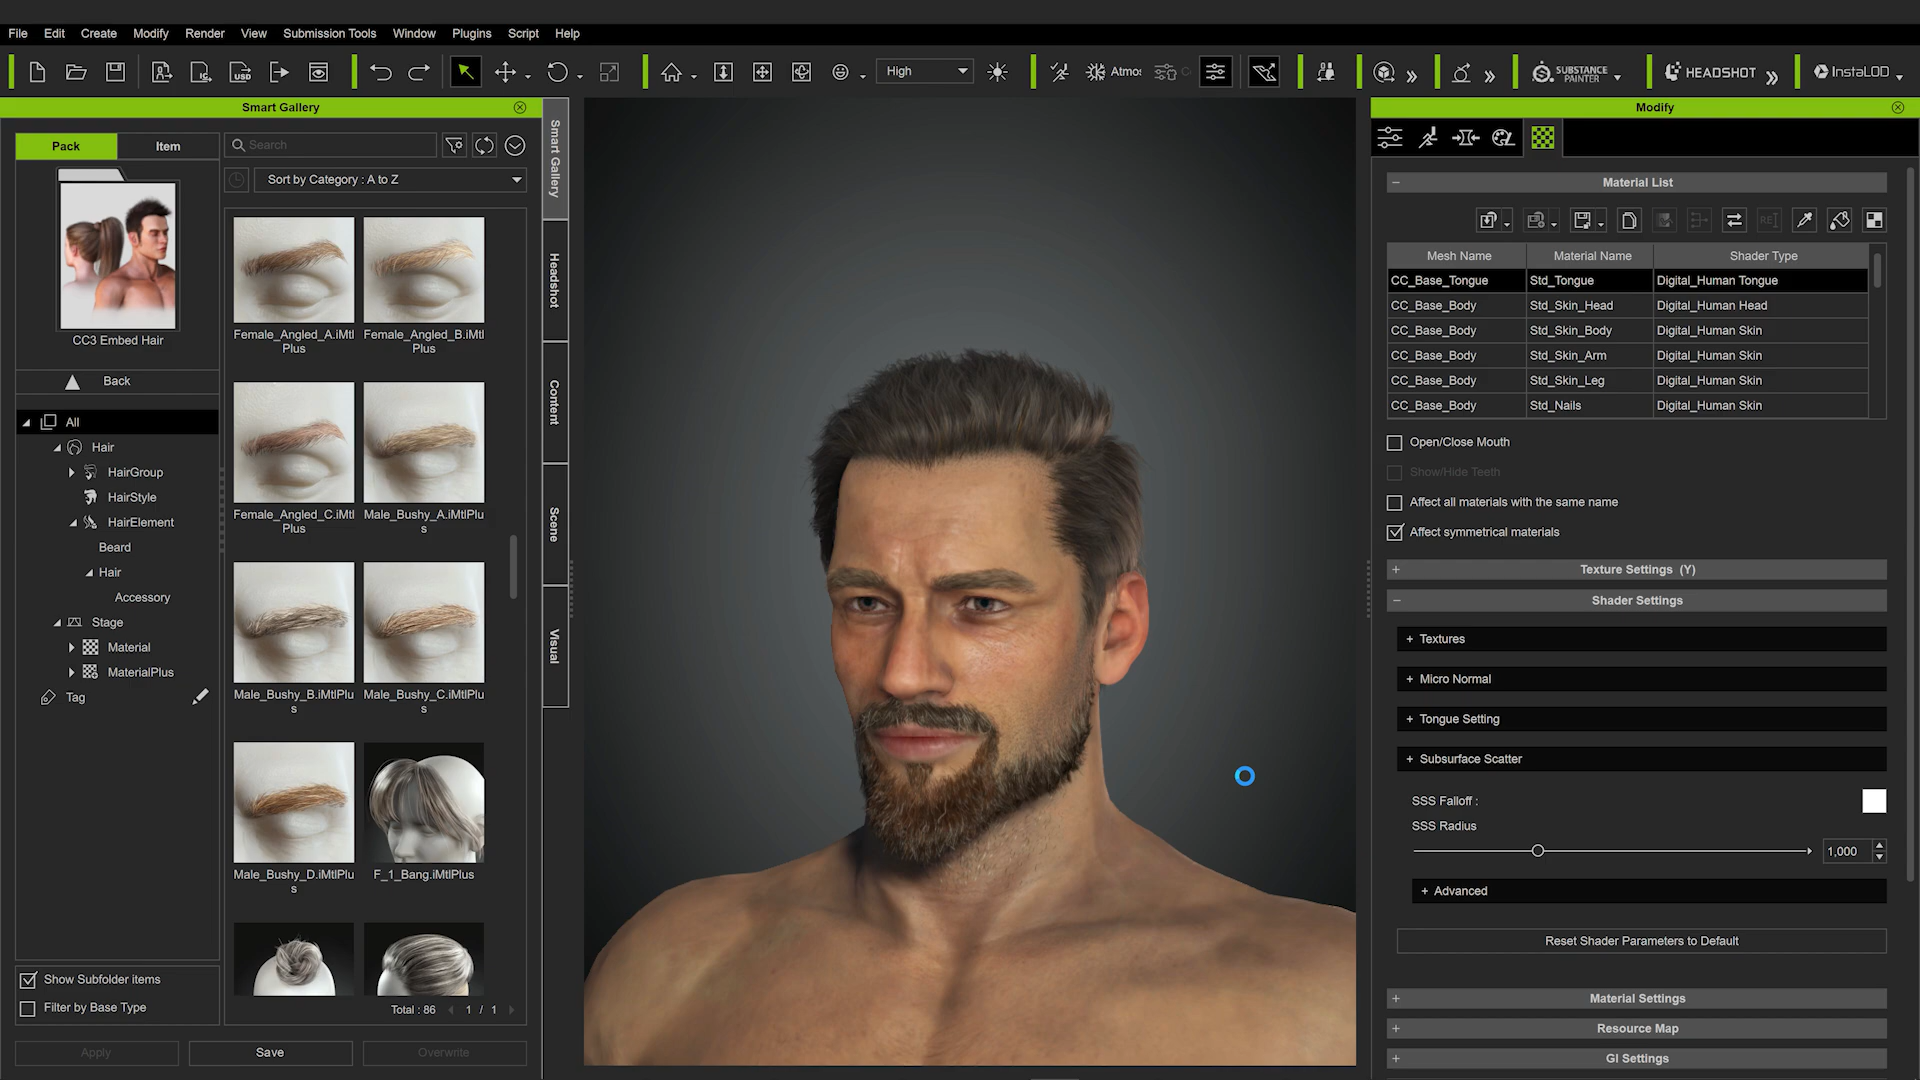 File Edit Create Modify Render View Submission Tools Window Plugins Script Help
High
Atmo
SUBSTANCE
PAINTER
HEADSHOT
INSTALOD
Smart Gallery
Pack
Item
Search
Sort by Category : A to Z
CC3 Embed Hair
Back
All
Hair
HairGroup
HairStyle
HairElement
Beard
Hair
Accessory
Stage
Material
MaterialPlus
Tag
Show Subfolder items
Filter by Base Type
Female_Angled_A.iMtl
Plus
Female_Angled_B.iMtl
Plus
Female_Angled_C.iMtl
Plus
Male_Bushy_A.iMtlPlu
s
Male_Bushy_B.iMtlPlu
s
Male_Bushy_C.iMtlPlu
s
Male_Bushy_D.iMtlPlu
s
F_1_Bang.iMtlPlus
Total : 86 1 / 1
Apply
Save
Overwrite
Smart Gallery
Headshot
Content
Scene
Visual
Modify
Material List
Mesh Name Material Name Shader Type
CC_Base_Tongue Std_Tongue Digital_Human Tongue
CC_Base_Body Std_Skin_Head Digital_Human Head
CC_Base_Body Std_Skin_Body Digital_Human Skin
CC_Base_Body Std_Skin_Arm Digital_Human Skin
CC_Base_Body Std_Skin_Leg Digital_Human Skin
CC_Base_Body Std_Nails Digital_Human Skin
Open/Close Mouth
Show/Hide Teeth
Affect all materials with the same name
Affect symmetrical materials
+ Texture Settings (Y)
− Shader Settings
+ Textures
+ Micro Normal
+ Tongue Setting
+ Subsurface Scatter
SSS Falloff :
SSS Radius
1,000
+ Advanced
Reset Shader Parameters to Default
+ Material Settings
+ Resource Map
+ GI Settings